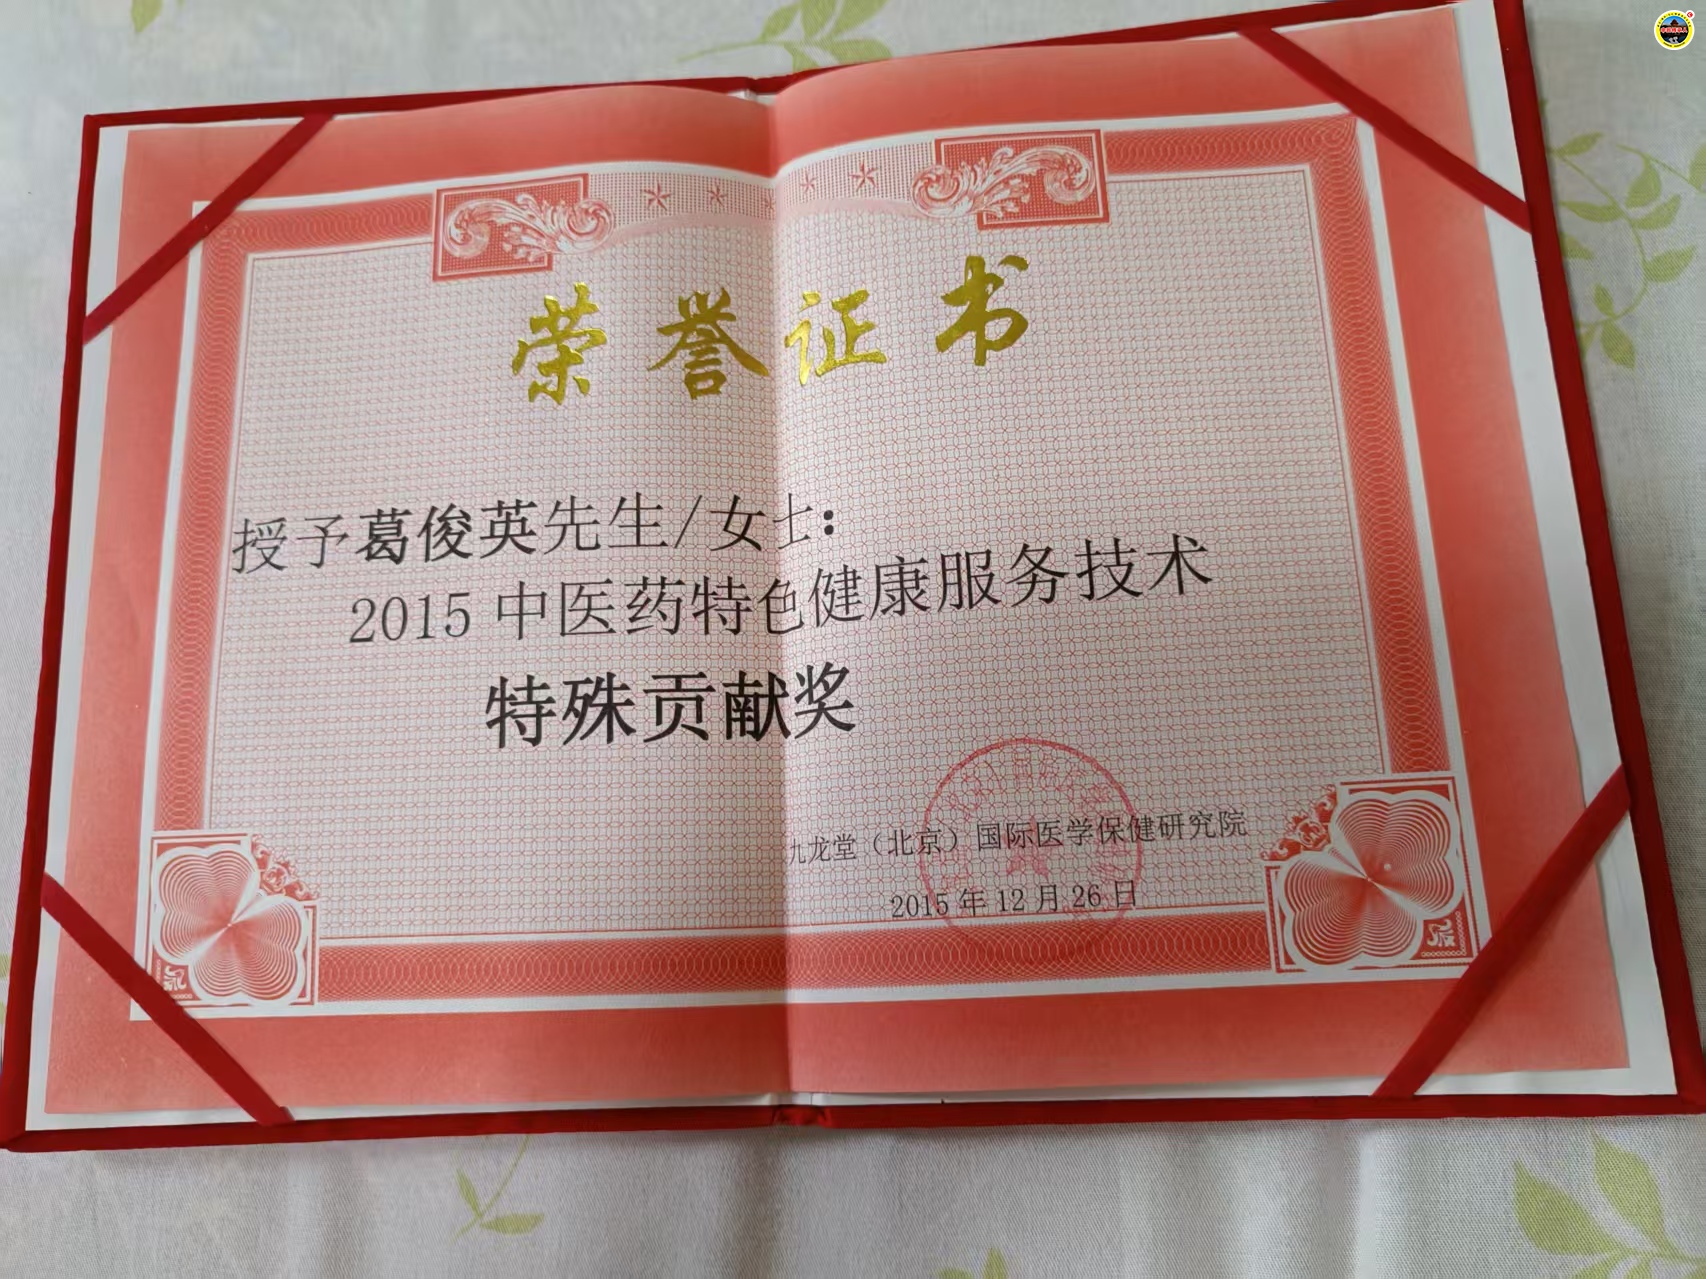 荣誉证书
授予葛俊英先生/女士：
2015 中医药特色健康服务技术
特殊贡献奖
九龙堂（北京）国际医学保健研究院
2015 年 12 月 26 日